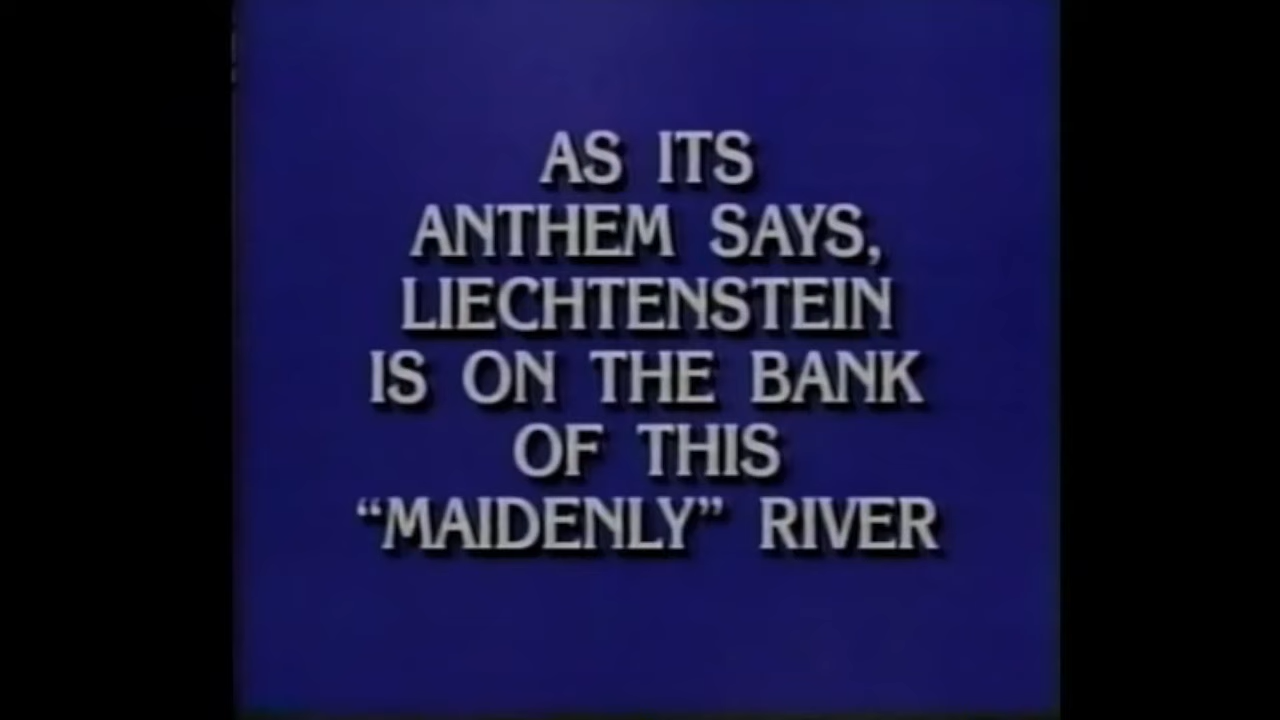 AS ITS
ANTHEM SAYS,
LIECHTENSTEIN
IS ON THE BANK
OF THIS
“MAIDENLY” RIVER